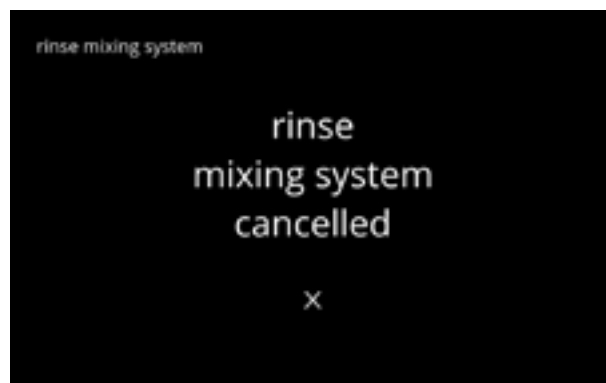 rinse mixing system
rinse
mixing system
cancelled
X